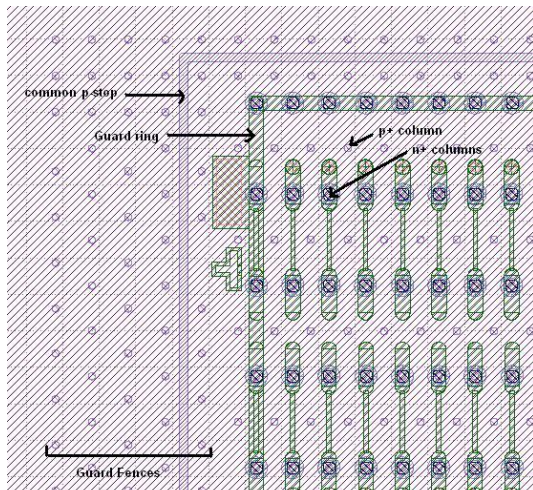 common p-stop
Guard ring
p+ column
n+ columns
Guard Fences